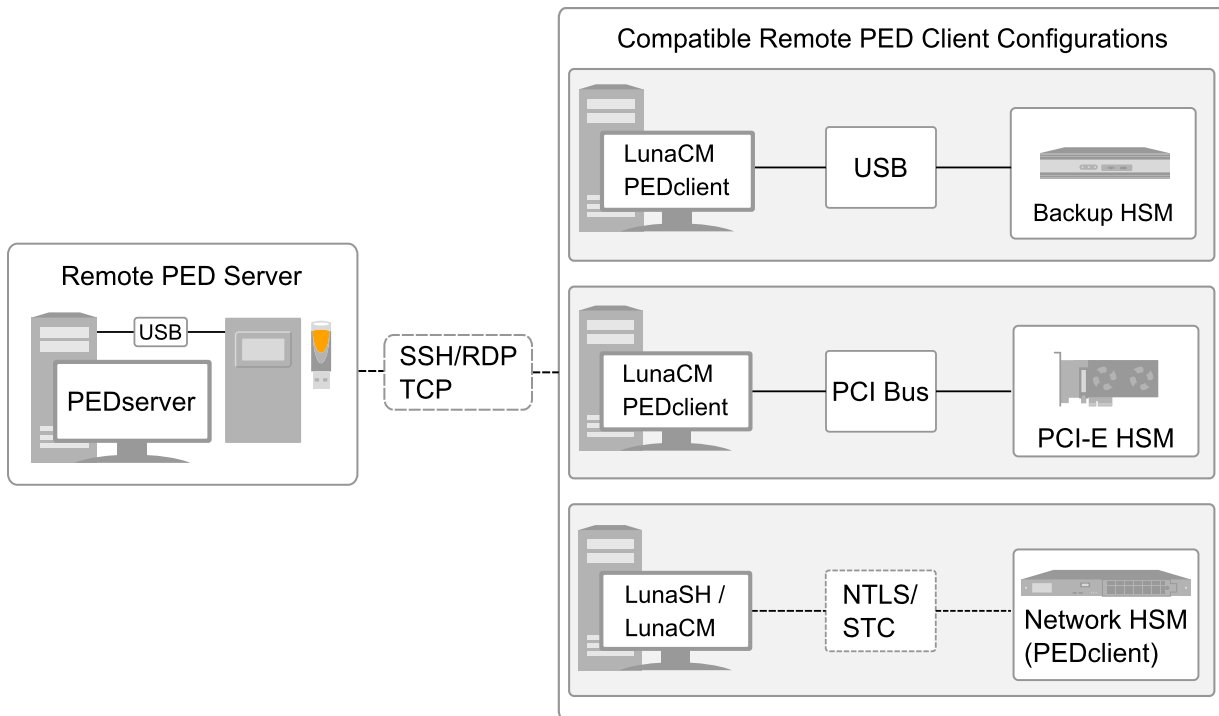 Compatible Remote PED Client Configurations
LunaCM
PEDclient
USB
Backup HSM
Remote PED Server
USB
PEDserver
SSH/RDP
TCP
LunaCM
PEDclient
PCI Bus
PCI-E HSM
LunaSH /
LunaCM
NTLS/
STC
Network HSM
(PEDclient)